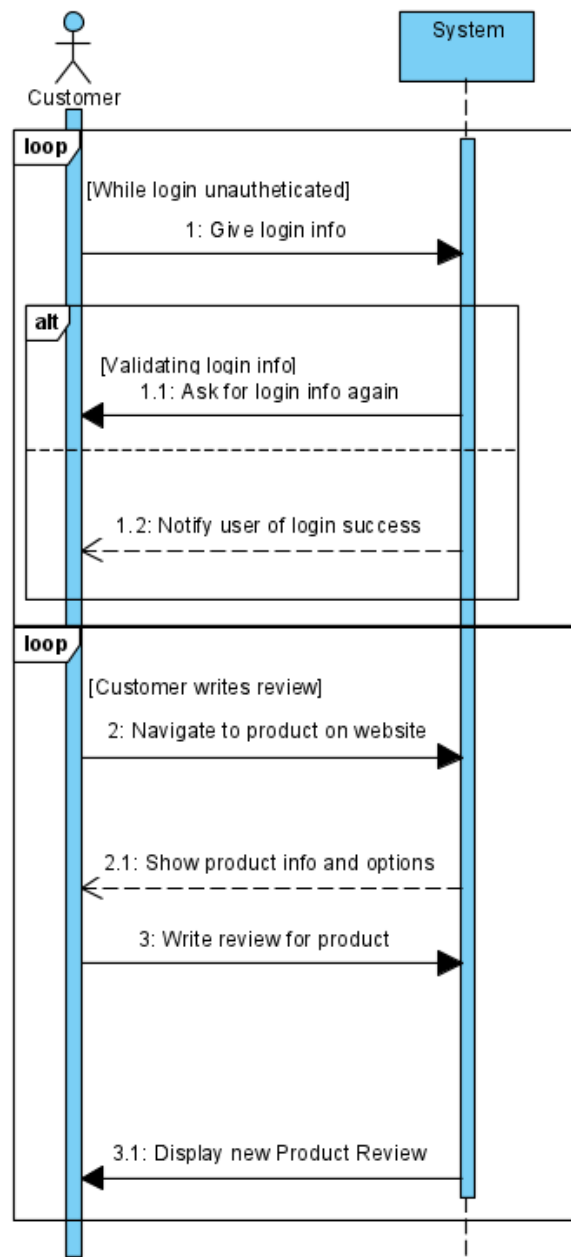 System
Customer
loop
[While login unautheticated]
1: Give login info
alt
[Validating login info]
1.1: Ask for login info again
1.2: Notify user of login success
loop
[Customer writes review]
2: Navigate to product on website
2.1: Show product info and options
3: Write review for product
3.1: Display new Product Review